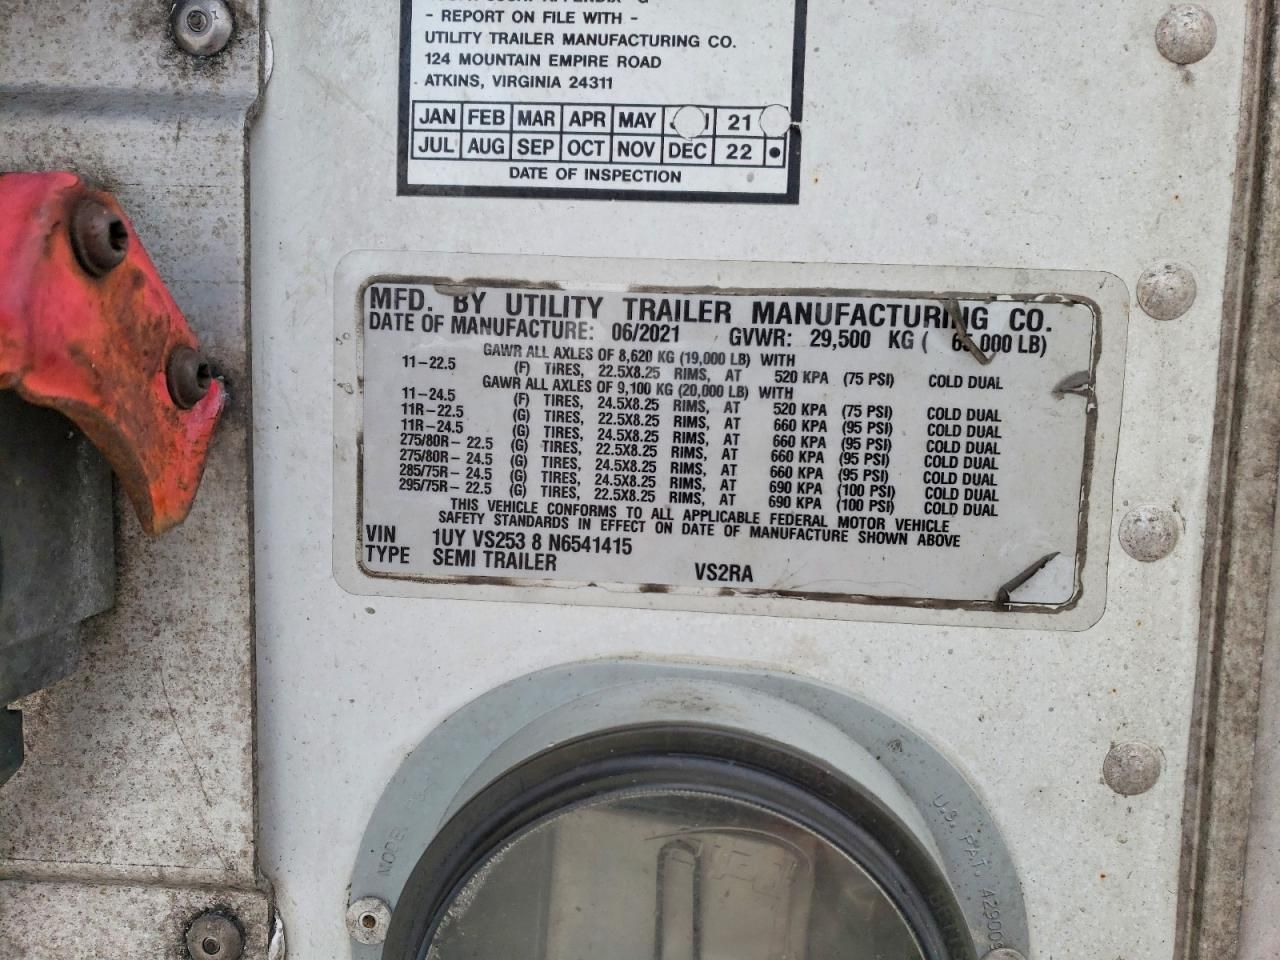 - REPORT ON FILE WITH -
UTILITY TRAILER MANUFACTURING CO.
124 MOUNTAIN EMPIRE ROAD
ATKINS, VIRGINIA 24311
JAN FEB MAR APR MAY 21
JUL AUG SEP OCT NOV DEC 22
DATE OF INSPECTION
MFD. BY UTILITY TRAILER MANUFACTURING CO.
DATE OF MANUFACTURE: 06/2021 GVWR: 29,500 KG ( 65,000 LB)
GAWR ALL AXLES OF 8,620 KG (19,000 LB) WITH
11-22.5 (F) TIRES, 22.5X8.25 RIMS, AT 520 KPA (75 PSI) COLD DUAL
GAWR ALL AXLES OF 9,100 KG (20,000 LB) WITH
11-24.5 (F) TIRES, 24.5X8.25 RIMS, AT 520 KPA (75 PSI) COLD DUAL
11R-22.5 (G) TIRES, 22.5X8.25 RIMS, AT 660 KPA (95 PSI) COLD DUAL
11R-24.5 (G) TIRES, 24.5X8.25 RIMS, AT 660 KPA (95 PSI) COLD DUAL
275/80R- 22.5 (G) TIRES, 22.5X8.25 RIMS, AT 660 KPA (95 PSI) COLD DUAL
275/80R- 24.5 (G) TIRES, 24.5X8.25 RIMS, AT 660 KPA (95 PSI) COLD DUAL
285/75R- 24.5 (G) TIRES, 24.5X8.25 RIMS, AT 690 KPA (100 PSI) COLD DUAL
295/75R- 22.5 (G) TIRES, 22.5X8.25 RIMS, AT 690 KPA (100 PSI) COLD DUAL
THIS VEHICLE CONFORMS TO ALL APPLICABLE FEDERAL MOTOR VEHICLE
SAFETY STANDARDS IN EFFECT ON DATE OF MANUFACTURE SHOWN ABOVE
VIN 1UY VS253 8 N6541415
TYPE SEMI TRAILER VS2RA
MODEL
U.S. PAT.